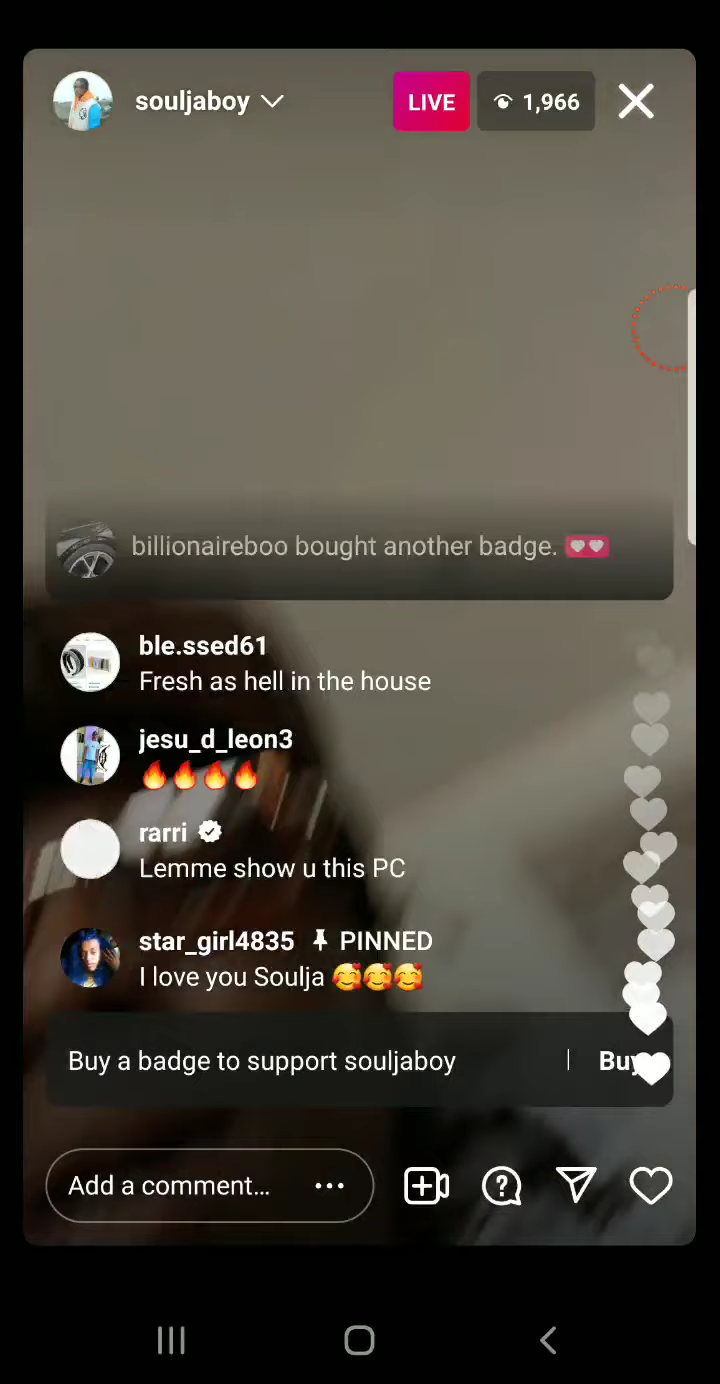 souljaboy
LIVE
1,966
billionaireboo bought another badge.
ble.ssed61
Fresh as hell in the house
jesu_d_leon3
🔥🔥🔥🔥
rarri
Lemme show u this PC
star_girl4835 PINNED
I love you Soulja 🥰🥰🥰
Buy a badge to support souljaboy | Buy
Add a comment...